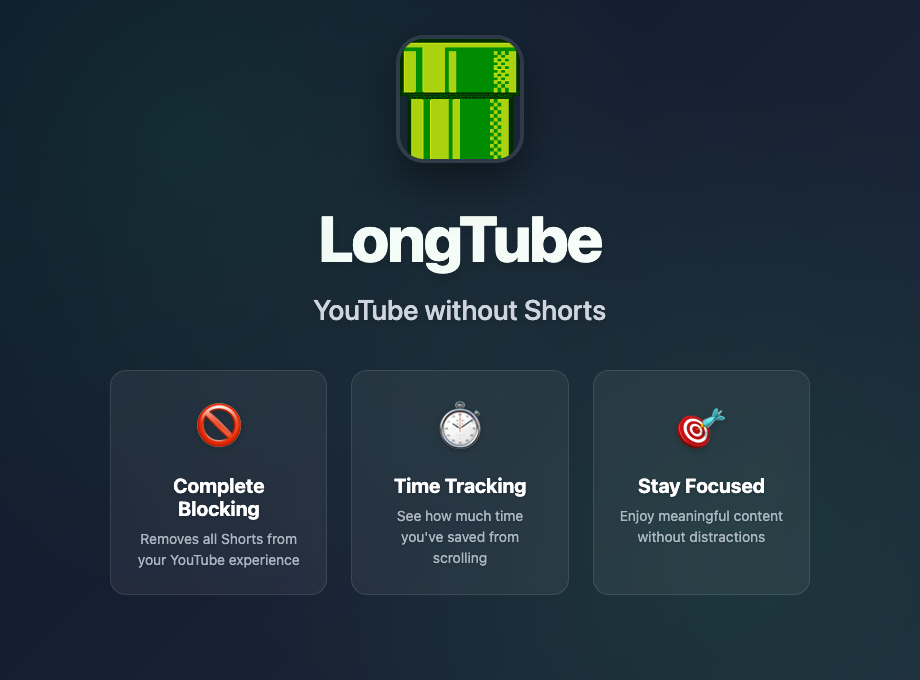 LongTube
YouTube without Shorts
Complete
Blocking
Removes all Shorts from
your YouTube experience
Time Tracking
See how much time
you've saved from
scrolling
Stay Focused
Enjoy meaningful content
without distractions